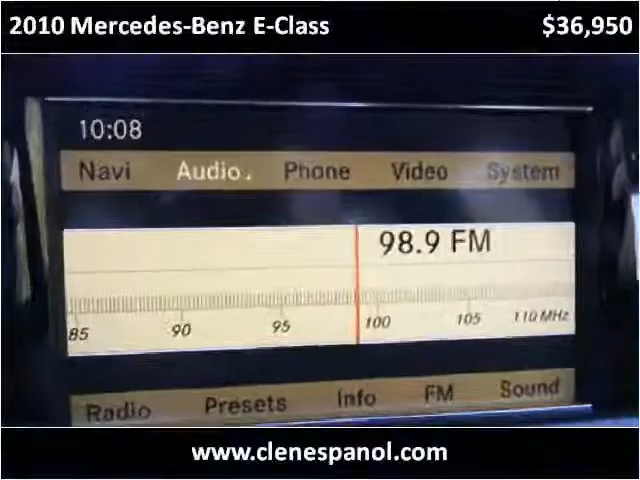 2010 Mercedes-Benz E-Class $36,950
10:08
Navi Audio. Phone Video System
98.9 FM
85 90 95 100 105 110 MHz
Radio Presets Info FM Sound
www.clenespanol.com